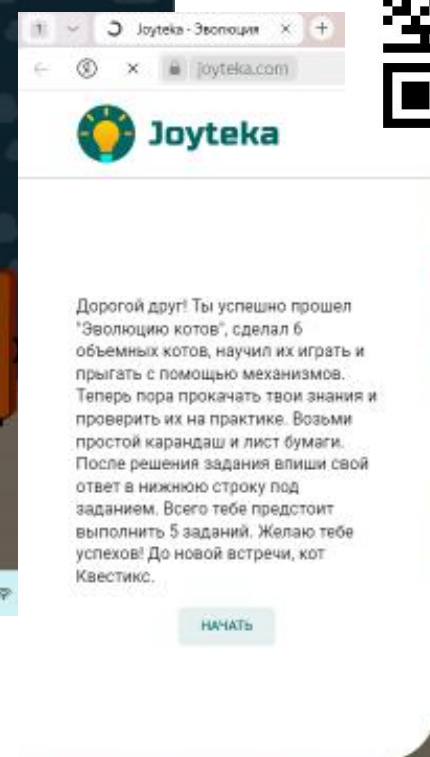 1
Joyteka - Эволюция
joyteka.com
Joyteka
Дорогой друг! Ты успешно прошел
"Эволюцию котов", сделал 6
объемных котов, научил их играть и
прыгать с помощью механизмов.
Теперь пора прокачать твои знания и
проверить их на практике. Возьми
простой карандаш и лист бумаги.
После решения задания впиши свой
ответ в нижнюю строку под
заданием. Всего тебе предстоит
выполнить 5 заданий. Желаю тебе
успехов! До новой встречи, кот
Квестикс.
НАЧАТЬ